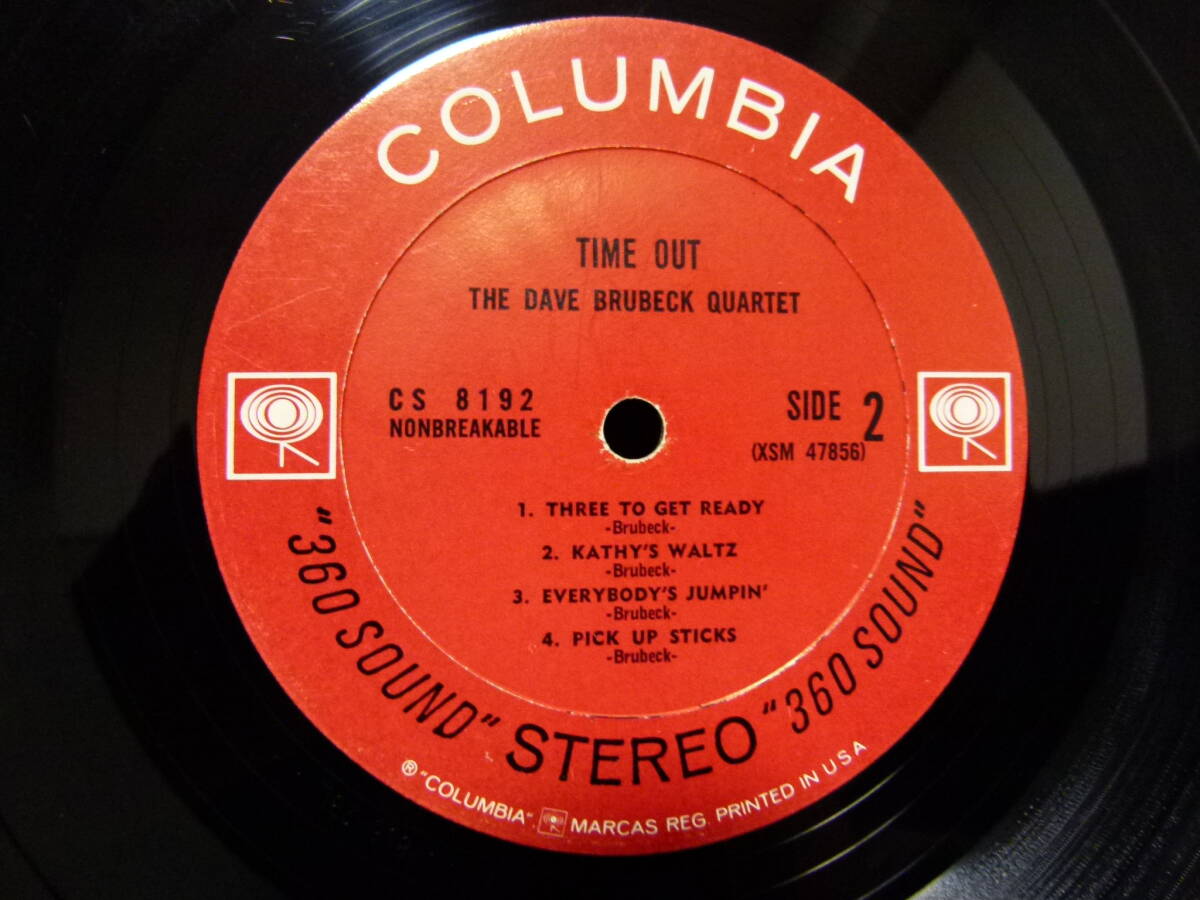 COLUMBIA
TIME OUT
THE DAVE BRUBECK QUARTET
CS 8192
NONBREAKABLE
SIDE 2
(XSM 47856)
1. THREE TO GET READY
-Brubeck-
2. KATHY'S WALTZ
-Brubeck-
3. EVERYBODY'S JUMPIN'
-Brubeck-
4. PICK UP STICKS
-Brubeck-
"360 SOUND" STEREO "360 SOUND"
® "COLUMBIA", MARCAS REG. PRINTED IN U S A